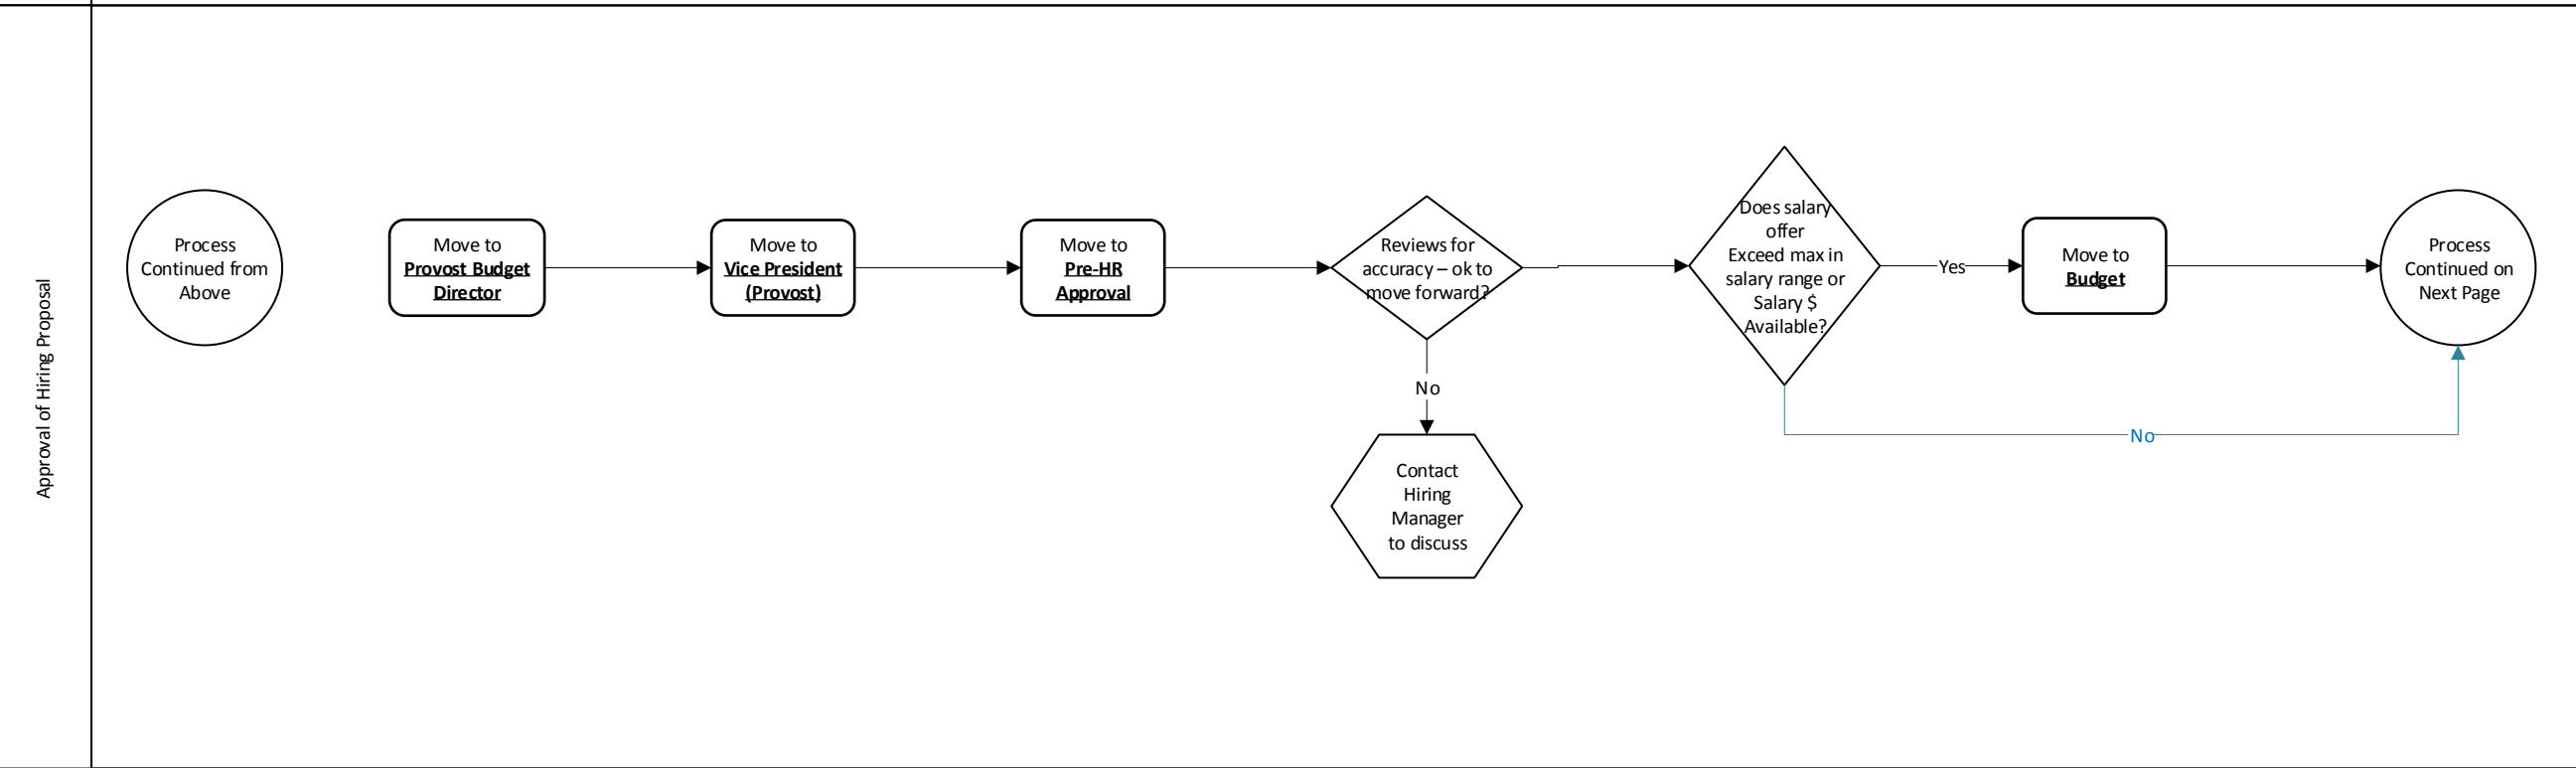 Approval of Hiring Proposal
Process
Continued from
Above
Move to
Provost Budget
Director
Move to
Vice President
(Provost)
Move to
Pre-HR
Approval
Reviews for
accuracy – ok to
move forward?
No
Contact
Hiring
Manager
to discuss
Does salary
offer
Exceed max in
salary range or
Salary $
Available?
Yes
Move to
Budget
No
Process
Continued on
Next Page